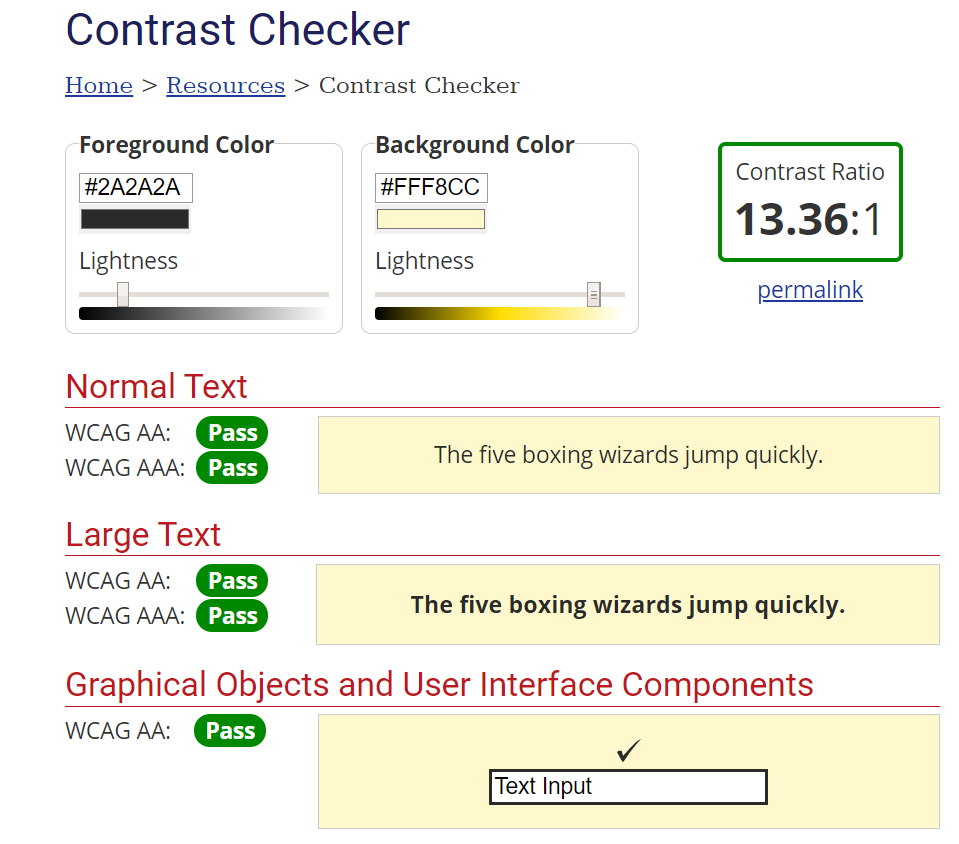 Contrast Checker
Home > Resources > Contrast Checker
Foreground Color
#2A2A2A
Lightness
Background Color
#FFF8CC
Lightness
Contrast Ratio
13.36:1
permalink
Normal Text
WCAG AA: Pass
WCAG AAA: Pass
The five boxing wizards jump quickly.
Large Text
WCAG AA: Pass
WCAG AAA: Pass
The five boxing wizards jump quickly.
Graphical Objects and User Interface Components
WCAG AA: Pass
✓
Text Input